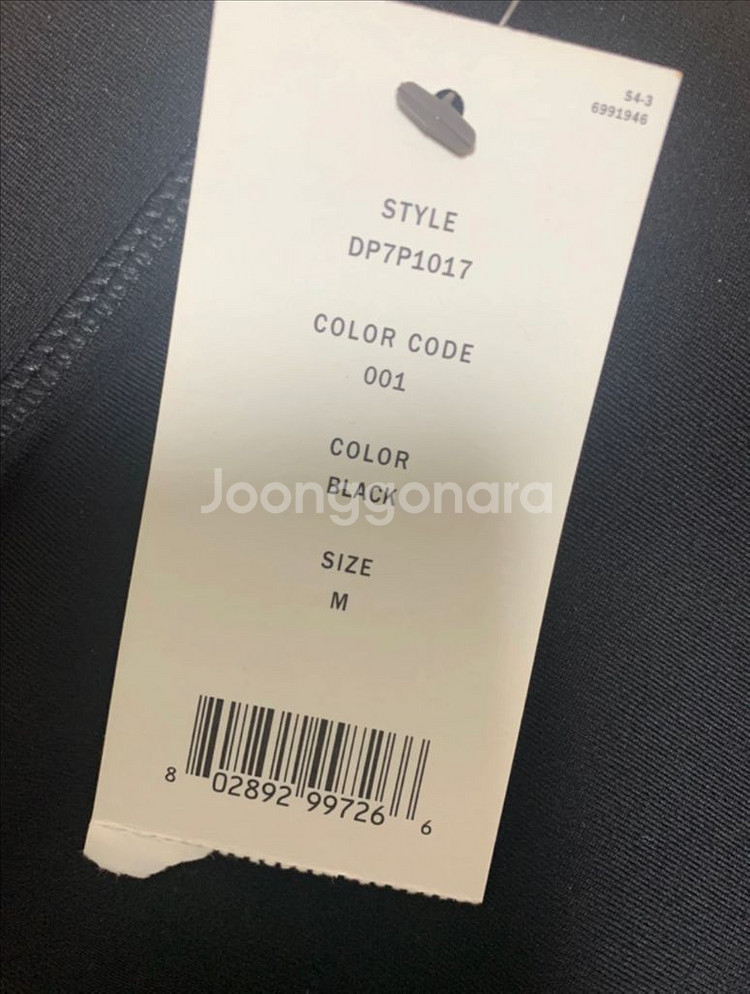 S4-3
6991946
STYLE
DP7P1017
COLOR CODE
001
COLOR
BLACK
Joonggonara
SIZE
M
8 02892 99726 6